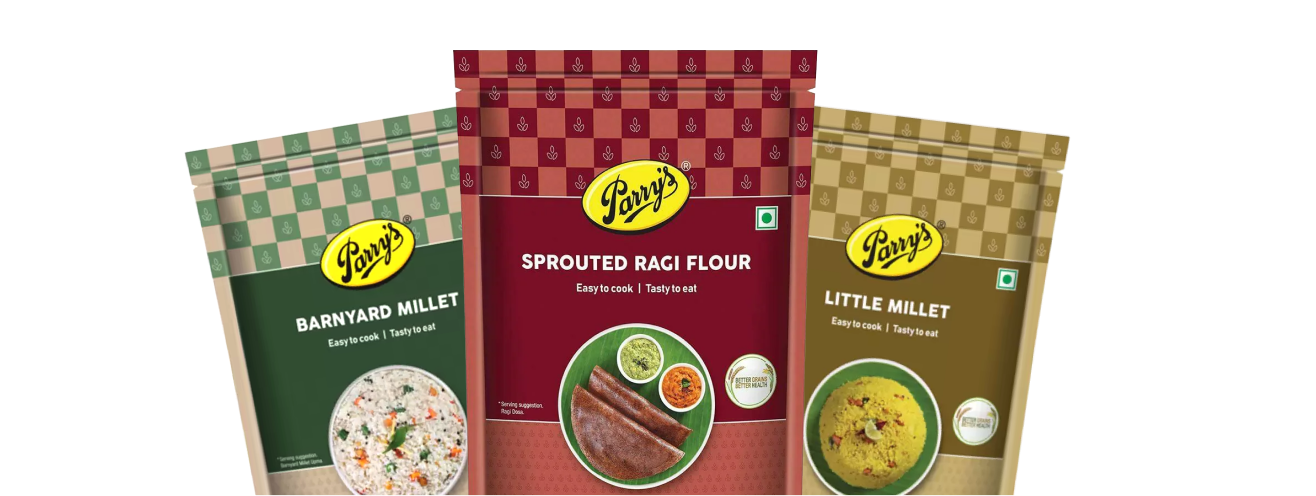 Parry's®
BARNYARD MILLET
Easy to cook | Tasty to eat
*Serving suggestion.
Barnyard Millet Upma
Parry's®
SPROUTED RAGI FLOUR
Easy to cook | Tasty to eat
BETTER GRAINS
BETTER HEALTH
*Serving suggestion.
Ragi Dosa.
Parry's®
LITTLE MILLET
Easy to cook | Tasty to eat
BETTER GRAINS
BETTER HEALTH